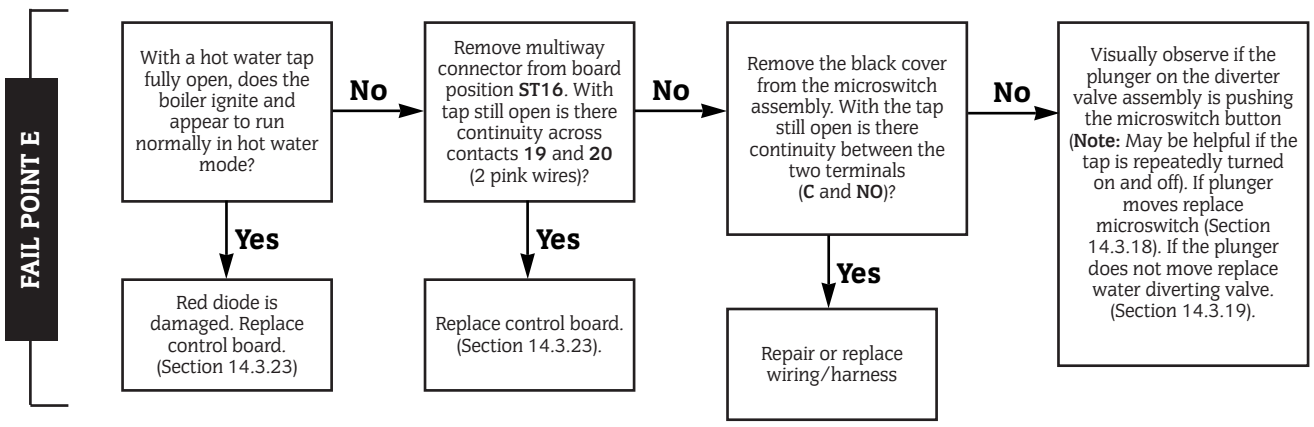 FAIL POINT E
With a hot water tap
fully open, does the
boiler ignite and
appear to run
normally in hot water
mode?
No
Yes
Red diode is
damaged. Replace
control board.
(Section 14.3.23)
Remove multiway
connector from board
position ST16. With
tap still open is there
continuity across
contacts 19 and 20
(2 pink wires)?
No
Yes
Replace control board.
(Section 14.3.23).
Remove the black cover
from the microswitch
assembly. With the tap
still open is there
continuity between the
two terminals
(C and NO)?
No
Yes
Repair or replace
wiring/harness
Visually observe if the
plunger on the diverter
valve assembly is pushing
the microswitch button
(Note: May be helpful if the
tap is repeatedly turned
on and off). If plunger
moves replace
microswitch (Section
14.3.18). If the plunger
does not move replace
water diverting valve.
(Section 14.3.19).